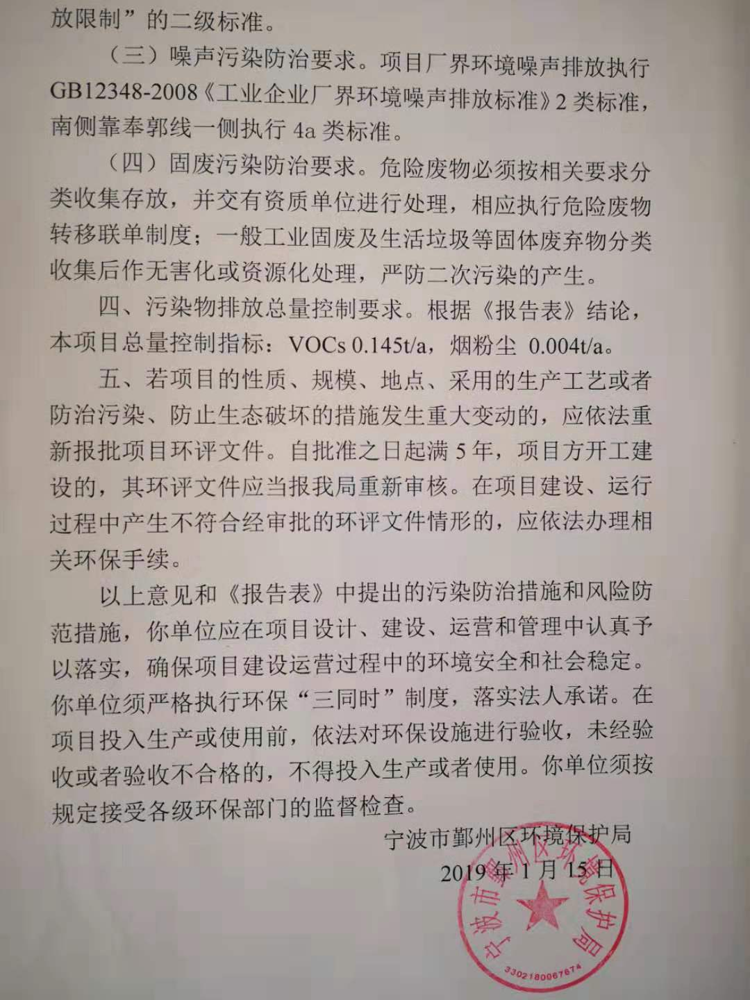 放限制”的二级标准。
（三）噪声污染防治要求。项目厂界环境噪声排放执行
GB12348-2008《工业企业厂界环境噪声排放标准》2 类标准，
南侧靠奉郭线一侧执行 4a 类标准。
（四）固废污染防治要求。危险废物必须按相关要求分
类收集存放，并交有资质单位进行处理，相应执行危险废物
转移联单制度；一般工业固废及生活垃圾等固体废弃物分类
收集后作无害化或资源化处理，严防二次污染的产生。
四、污染物排放总量控制要求。根据《报告表》结论，
本项目总量控制指标：VOCs 0.145t/a，烟粉尘 0.004t/a。
五、若项目的性质、规模、地点、采用的生产工艺或者
防治污染、防止生态破坏的措施发生重大变动的，应依法重
新报批项目环评文件。自批准之日起满 5 年，项目方开工建
设的，其环评文件应当报我局重新审核。在项目建设、运行
过程中产生不符合经审批的环评文件情形的，应依法办理相
关环保手续。
以上意见和《报告表》中提出的污染防治措施和风险防
范措施，你单位应在项目设计、建设、运营和管理中认真予
以落实，确保项目建设运营过程中的环境安全和社会稳定。
你单位须严格执行环保“三同时”制度，落实法人承诺。在
项目投入生产或使用前，依法对环保设施进行验收，未经验
收或者验收不合格的，不得投入生产或者使用。你单位须按
规定接受各级环保部门的监督检查。
宁波市鄞州区环境保护局
2019 年 1 月 15 日
宁波市鄞州区环境保护局
3302180067674